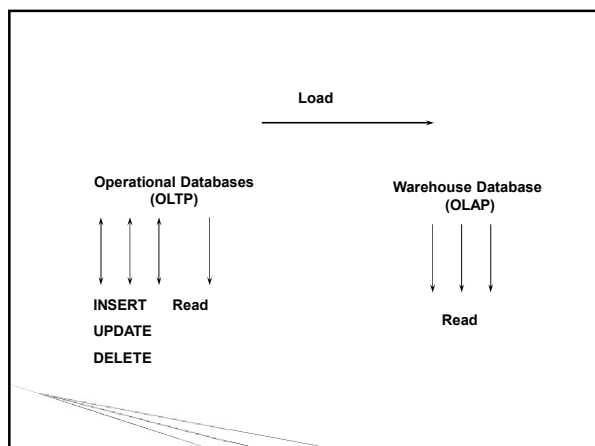 Load
Operational Databases
(OLTP)
Warehouse Database
(OLAP)
INSERT Read
UPDATE
DELETE
Read